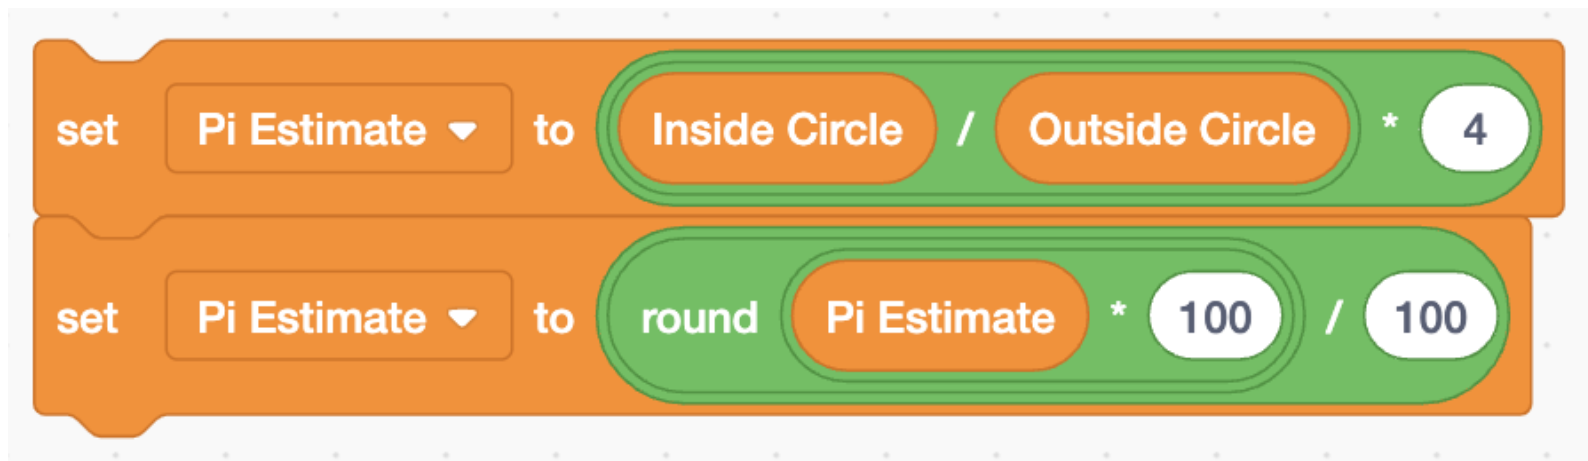 set Pi Estimate to Inside Circle / Outside Circle * 4
set Pi Estimate to round Pi Estimate * 100 / 100